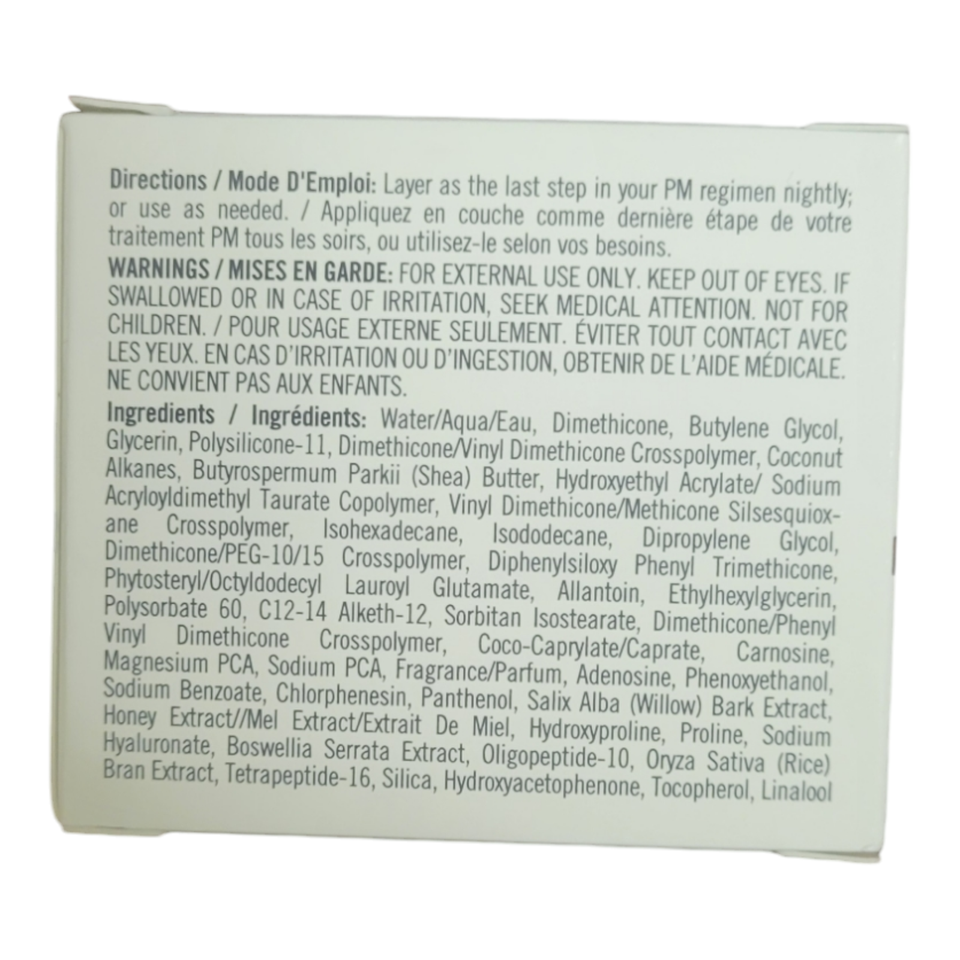 Directions / Mode D'Emploi: Layer as the last step in your PM regimen nightly;
or use as needed. / Appliquez en couche comme dernière étape de votre
traitement PM tous les soirs, ou utilisez-le selon vos besoins.
WARNINGS / MISES EN GARDE: FOR EXTERNAL USE ONLY. KEEP OUT OF EYES. IF
SWALLOWED OR IN CASE OF IRRITATION, SEEK MEDICAL ATTENTION. NOT FOR
CHILDREN. / POUR USAGE EXTERNE SEULEMENT. ÉVITER TOUT CONTACT AVEC
LES YEUX. EN CAS D'IRRITATION OU D'INGESTION, OBTENIR DE L'AIDE MÉDICALE.
NE CONVIENT PAS AUX ENFANTS.
Ingredients / Ingrédients: Water/Aqua/Eau, Dimethicone, Butylene Glycol,
Glycerin, Polysilicone-11, Dimethicone/Vinyl Dimethicone Crosspolymer, Coconut
Alkanes, Butyrospermum Parkii (Shea) Butter, Hydroxyethyl Acrylate/ Sodium
Acryloyldimethyl Taurate Copolymer, Vinyl Dimethicone/Methicone Silsesquiox-
ane Crosspolymer, Isohexadecane, Isododecane, Dipropylene Glycol,
Dimethicone/PEG-10/15 Crosspolymer, Diphenylsiloxy Phenyl Trimethicone,
Phytosteryl/Octyldodecyl Lauroyl Glutamate, Allantoin, Ethylhexylglycerin,
Polysorbate 60, C12-14 Alketh-12, Sorbitan Isostearate, Dimethicone/Phenyl
Vinyl Dimethicone Crosspolymer, Coco-Caprylate/Caprate, Carnosine,
Magnesium PCA, Sodium PCA, Fragrance/Parfum, Adenosine, Phenoxyethanol,
Sodium Benzoate, Chlorphenesin, Panthenol, Salix Alba (Willow) Bark Extract,
Honey Extract//Mel Extract/Extrait De Miel, Hydroxyproline, Proline, Sodium
Hyaluronate, Boswellia Serrata Extract, Oligopeptide-10, Oryza Sativa (Rice)
Bran Extract, Tetrapeptide-16, Silica, Hydroxyacetophenone, Tocopherol, Linalool